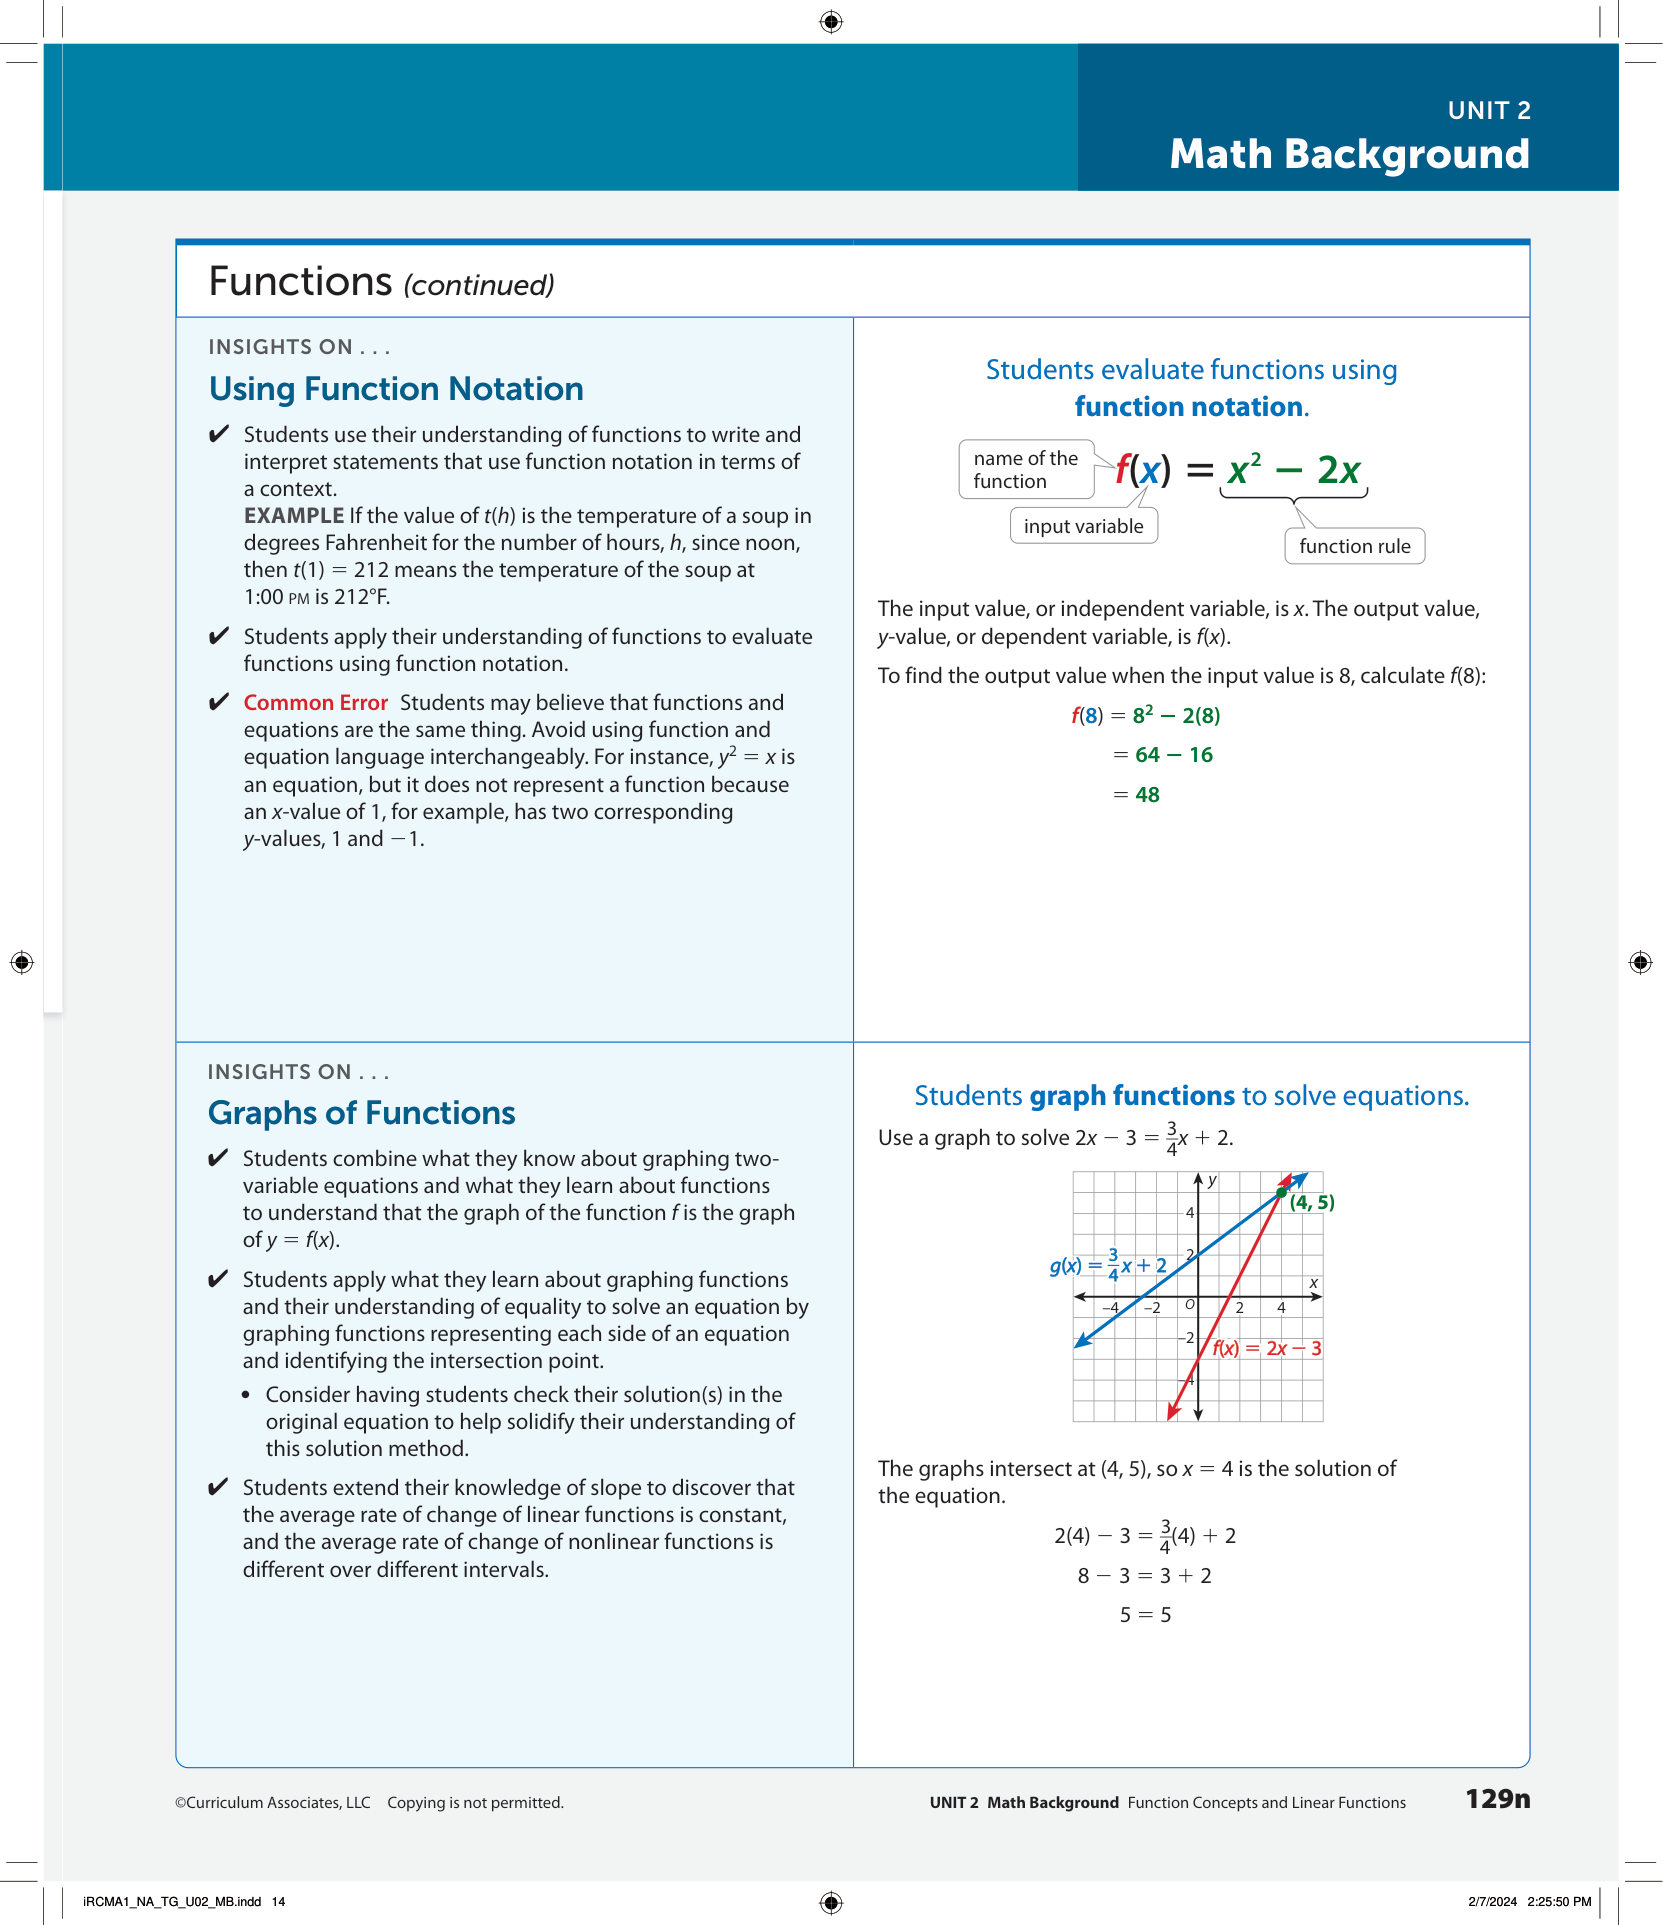 UNIT 2
Math Background
Functions (continued)
INSIGHTS ON . . .
Using Function Notation
✔ Students use their understanding of functions to write and
interpret statements that use function notation in terms of
a context.
EXAMPLE If the value of t(h) is the temperature of a soup in
degrees Fahrenheit for the number of hours, h, since noon,
then t(1) = 212 means the temperature of the soup at
1:00 PM is 212°F.
✔ Students apply their understanding of functions to evaluate
functions using function notation.
✔ Common Error Students may believe that functions and
equations are the same thing. Avoid using function and
equation language interchangeably. For instance, y² = x is
an equation, but it does not represent a function because
an x-value of 1, for example, has two corresponding
y-values, 1 and −1.
Students evaluate functions using
function notation.
name of the
function
f(x) = x² − 2x
input variable
function rule
The input value, or independent variable, is x. The output value,
y-value, or dependent variable, is f(x).
To find the output value when the input value is 8, calculate f(8):
f(8) = 8² − 2(8)
= 64 − 16
= 48
INSIGHTS ON . . .
Graphs of Functions
✔ Students combine what they know about graphing two-
variable equations and what they learn about functions
to understand that the graph of the function f is the graph
of y = f(x).
✔ Students apply what they learn about graphing functions
and their understanding of equality to solve an equation by
graphing functions representing each side of an equation
and identifying the intersection point.
• Consider having students check their solution(s) in the
original equation to help solidify their understanding of
this solution method.
✔ Students extend their knowledge of slope to discover that
the average rate of change of linear functions is constant,
and the average rate of change of nonlinear functions is
different over different intervals.
Students graph functions to solve equations.
Use a graph to solve 2x − 3 = 3/4x + 2.
y
(4, 5)
4
2
g(x) = 3/4x + 2
x
−4 −2 O 2 4
−2
f(x) = 2x − 3
−4
The graphs intersect at (4, 5), so x = 4 is the solution of
the equation.
2(4) − 3 = 3/4(4) + 2
8 − 3 = 3 + 2
5 = 5
©Curriculum Associates, LLC Copying is not permitted.
UNIT 2 Math Background Function Concepts and Linear Functions 129n
iRCMA1_NA_TG_U02_MB.indd 14
2/7/2024 2:25:50 PM